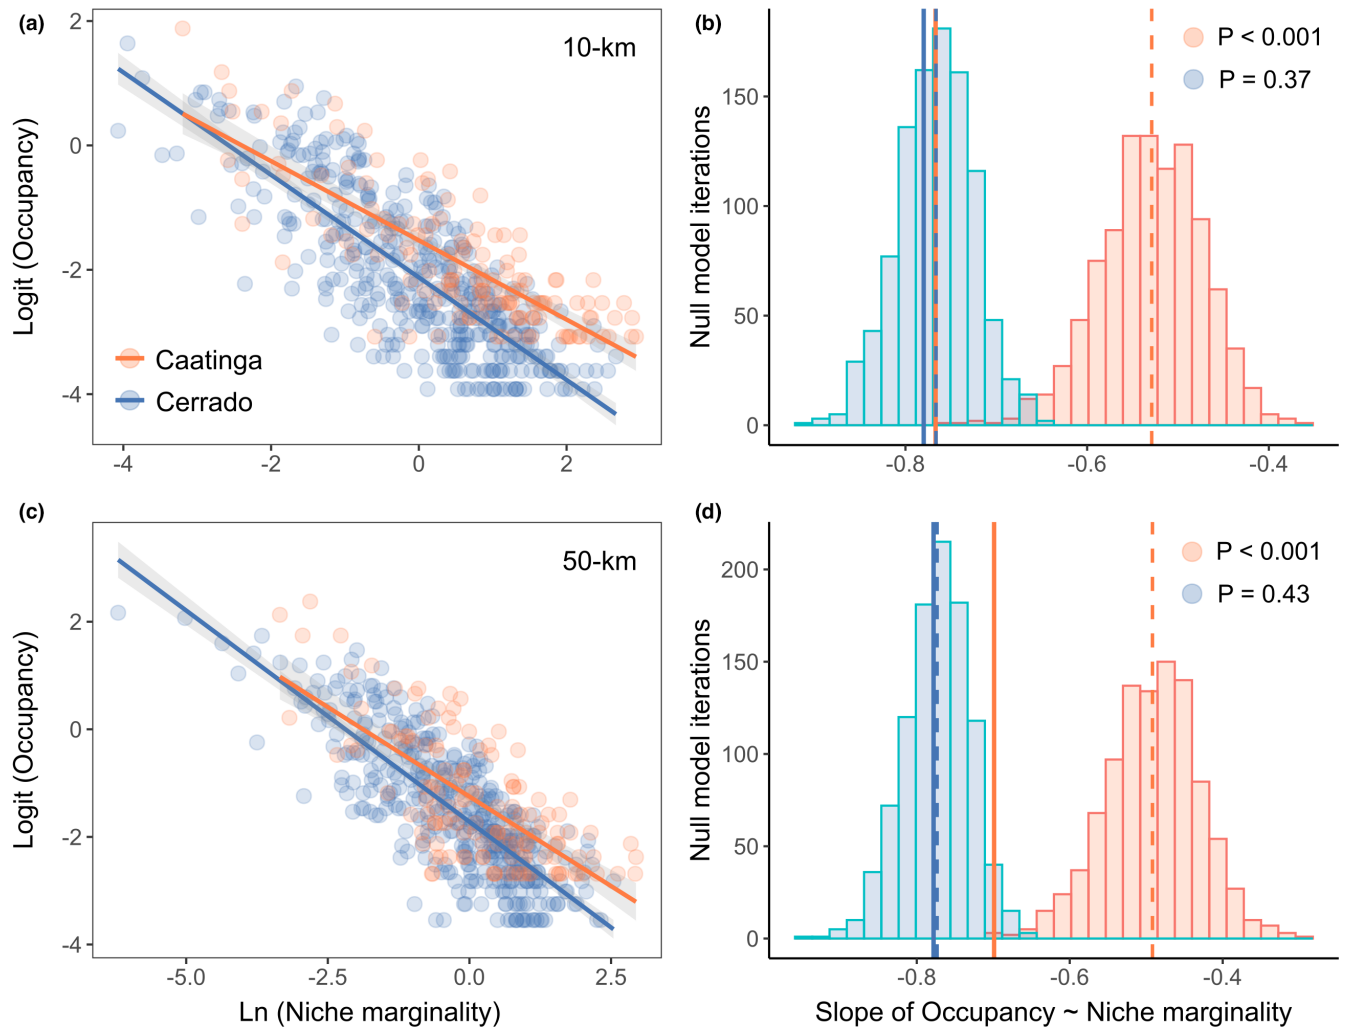 (a)
10-km
2
0
-2
-4
Logit (Occupancy)
Caatinga
Cerrado
-4 -2 0 2
(b)
P < 0.001
P = 0.37
150
100
50
0
Null model iterations
-0.8 -0.6 -0.4
(c)
50-km
2
0
-2
-4
Logit (Occupancy)
-5.0 -2.5 0.0 2.5
Ln (Niche marginality)
(d)
P < 0.001
P = 0.43
200
150
100
50
0
Null model iterations
-0.8 -0.6 -0.4
Slope of Occupancy ~ Niche marginality